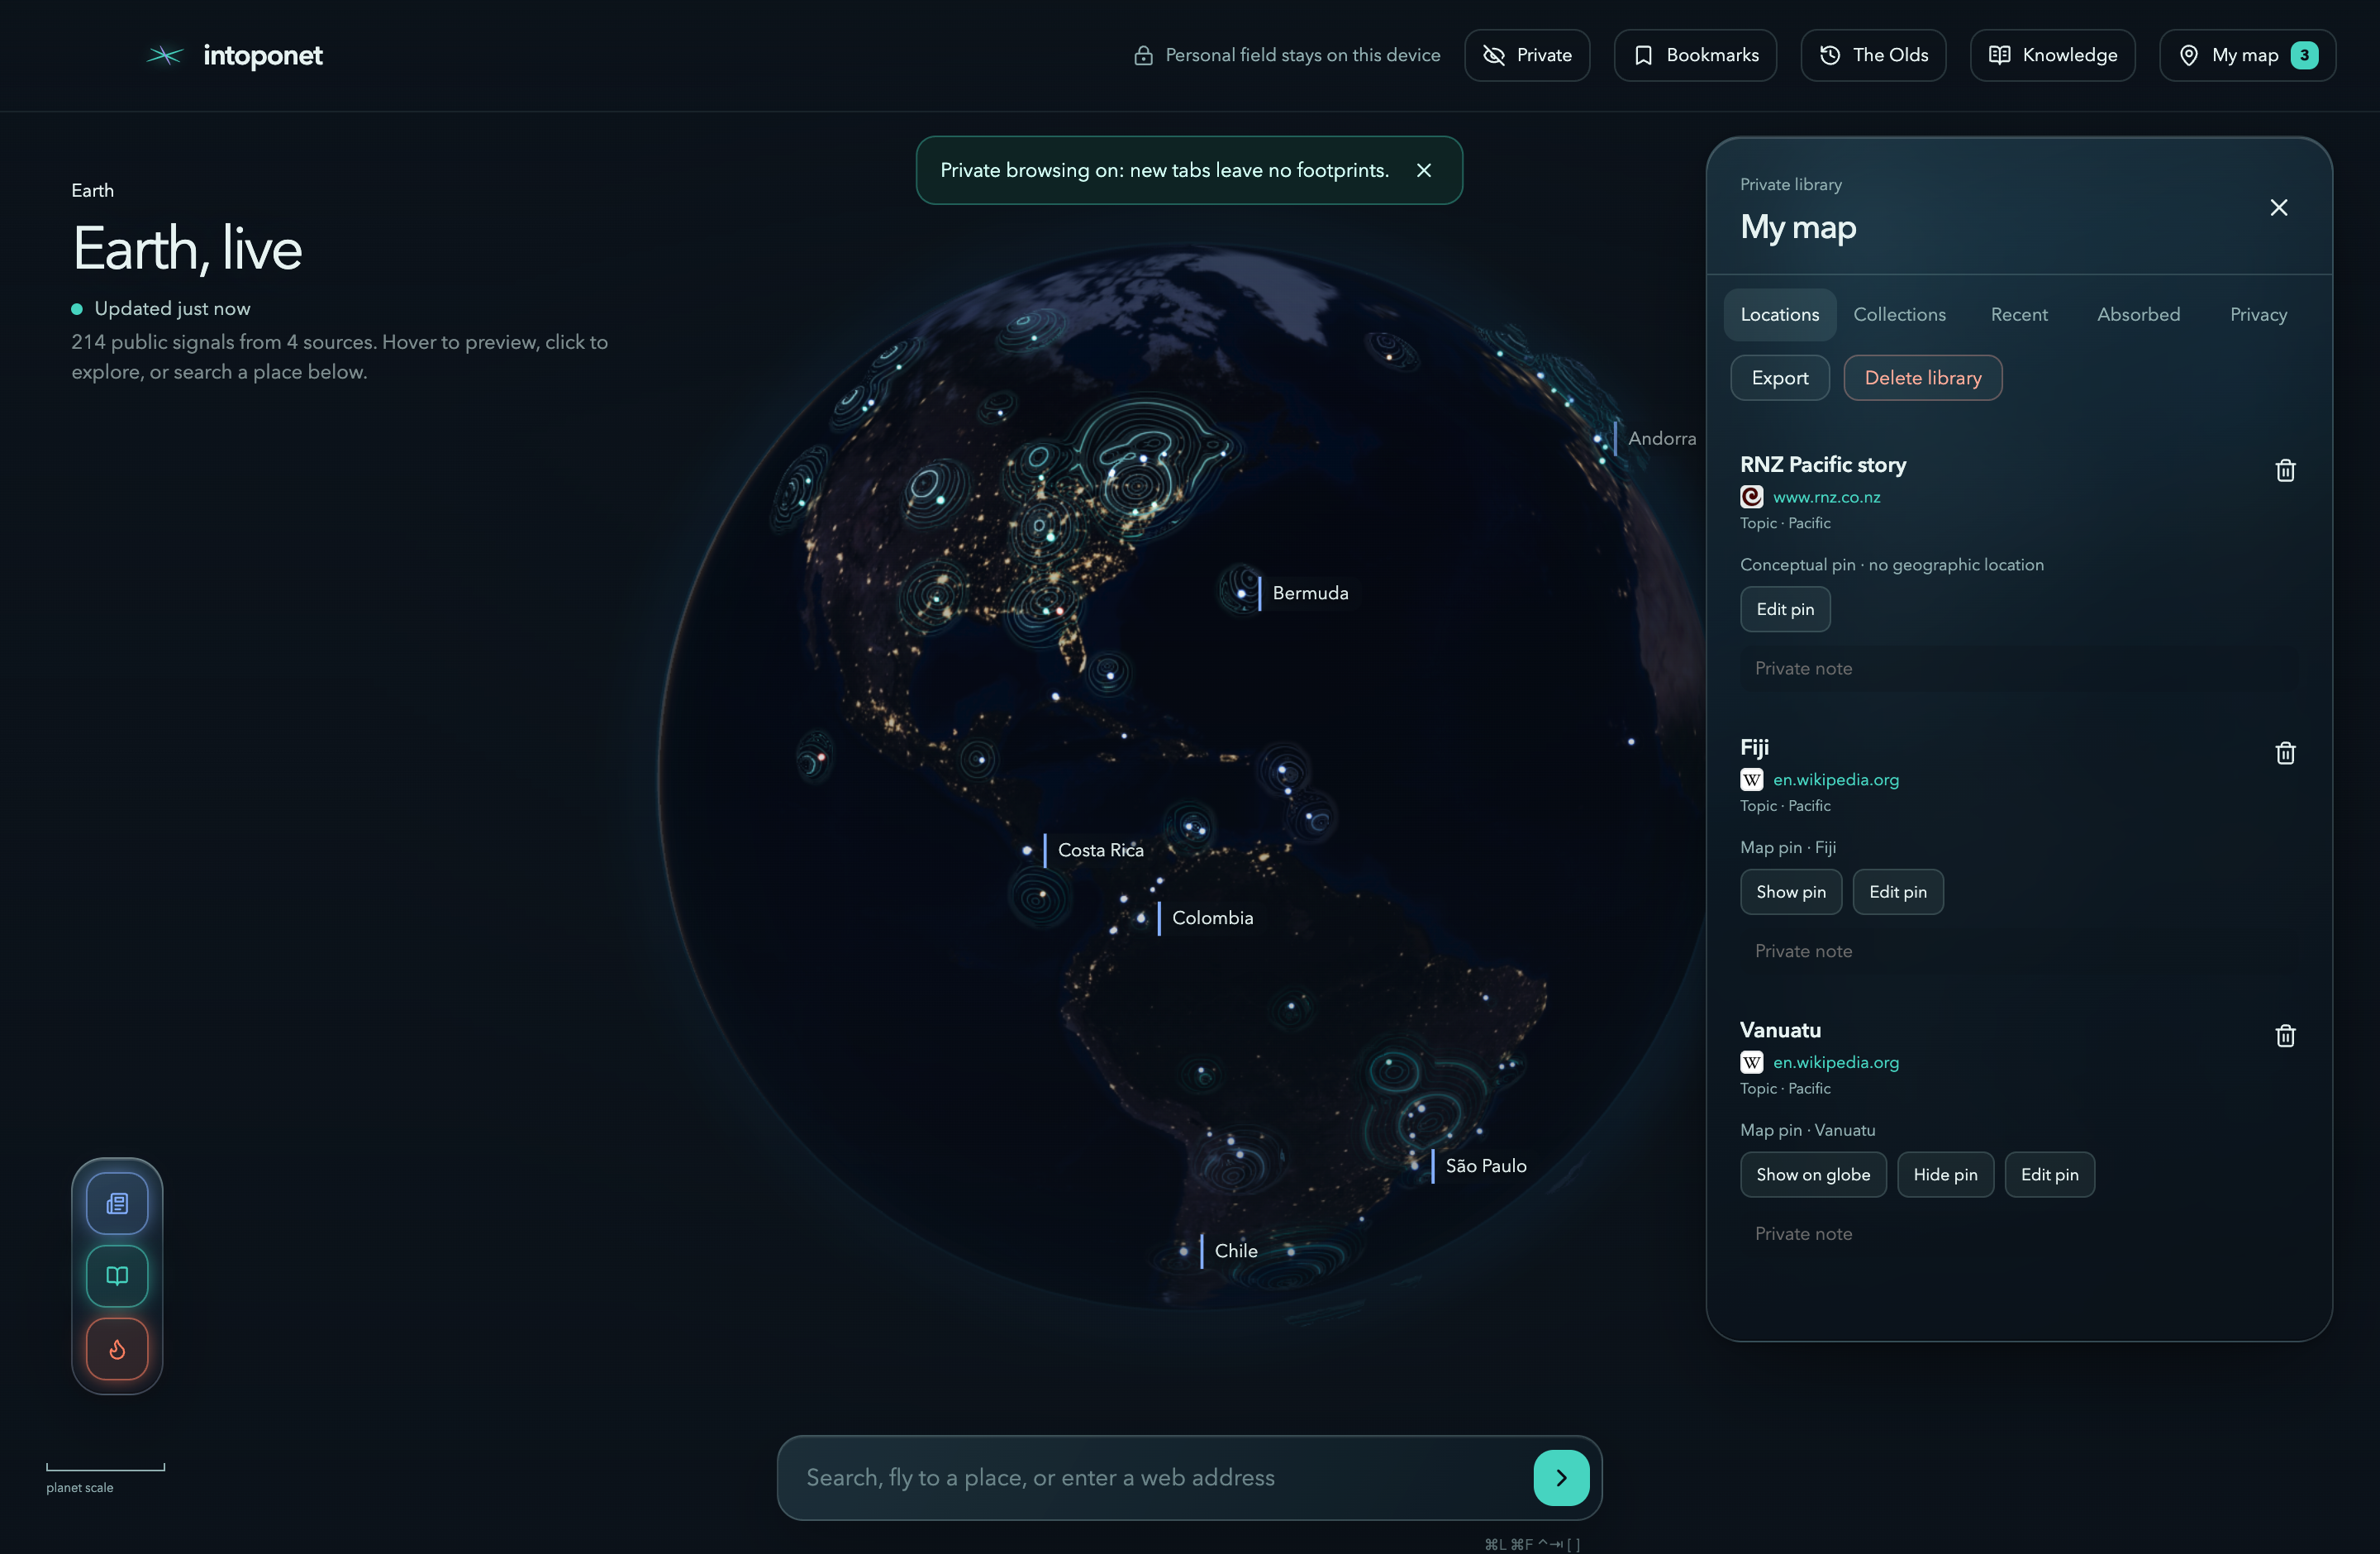 intoponet
Personal field stays on this device
Private
Bookmarks
The Olds
Knowledge
My map 3
Private browsing on: new tabs leave no footprints.
Earth
Earth, live
Updated just now
214 public signals from 4 sources. Hover to preview, click to
explore, or search a place below.
Andorra
Bermuda
Costa Rica
Colombia
São Paulo
Chile
Private library
My map
Locations
Collections
Recent
Absorbed
Privacy
Export
Delete library
RNZ Pacific story
www.rnz.co.nz
Topic · Pacific
Conceptual pin · no geographic location
Edit pin
Private note
Fiji
W en.wikipedia.org
Topic · Pacific
Map pin · Fiji
Show pin
Edit pin
Private note
Vanuatu
W en.wikipedia.org
Topic · Pacific
Map pin · Vanuatu
Show on globe
Hide pin
Edit pin
Private note
planet scale
Search, fly to a place, or enter a web address
⌘L ⌘F ⌃⇥ [ ]